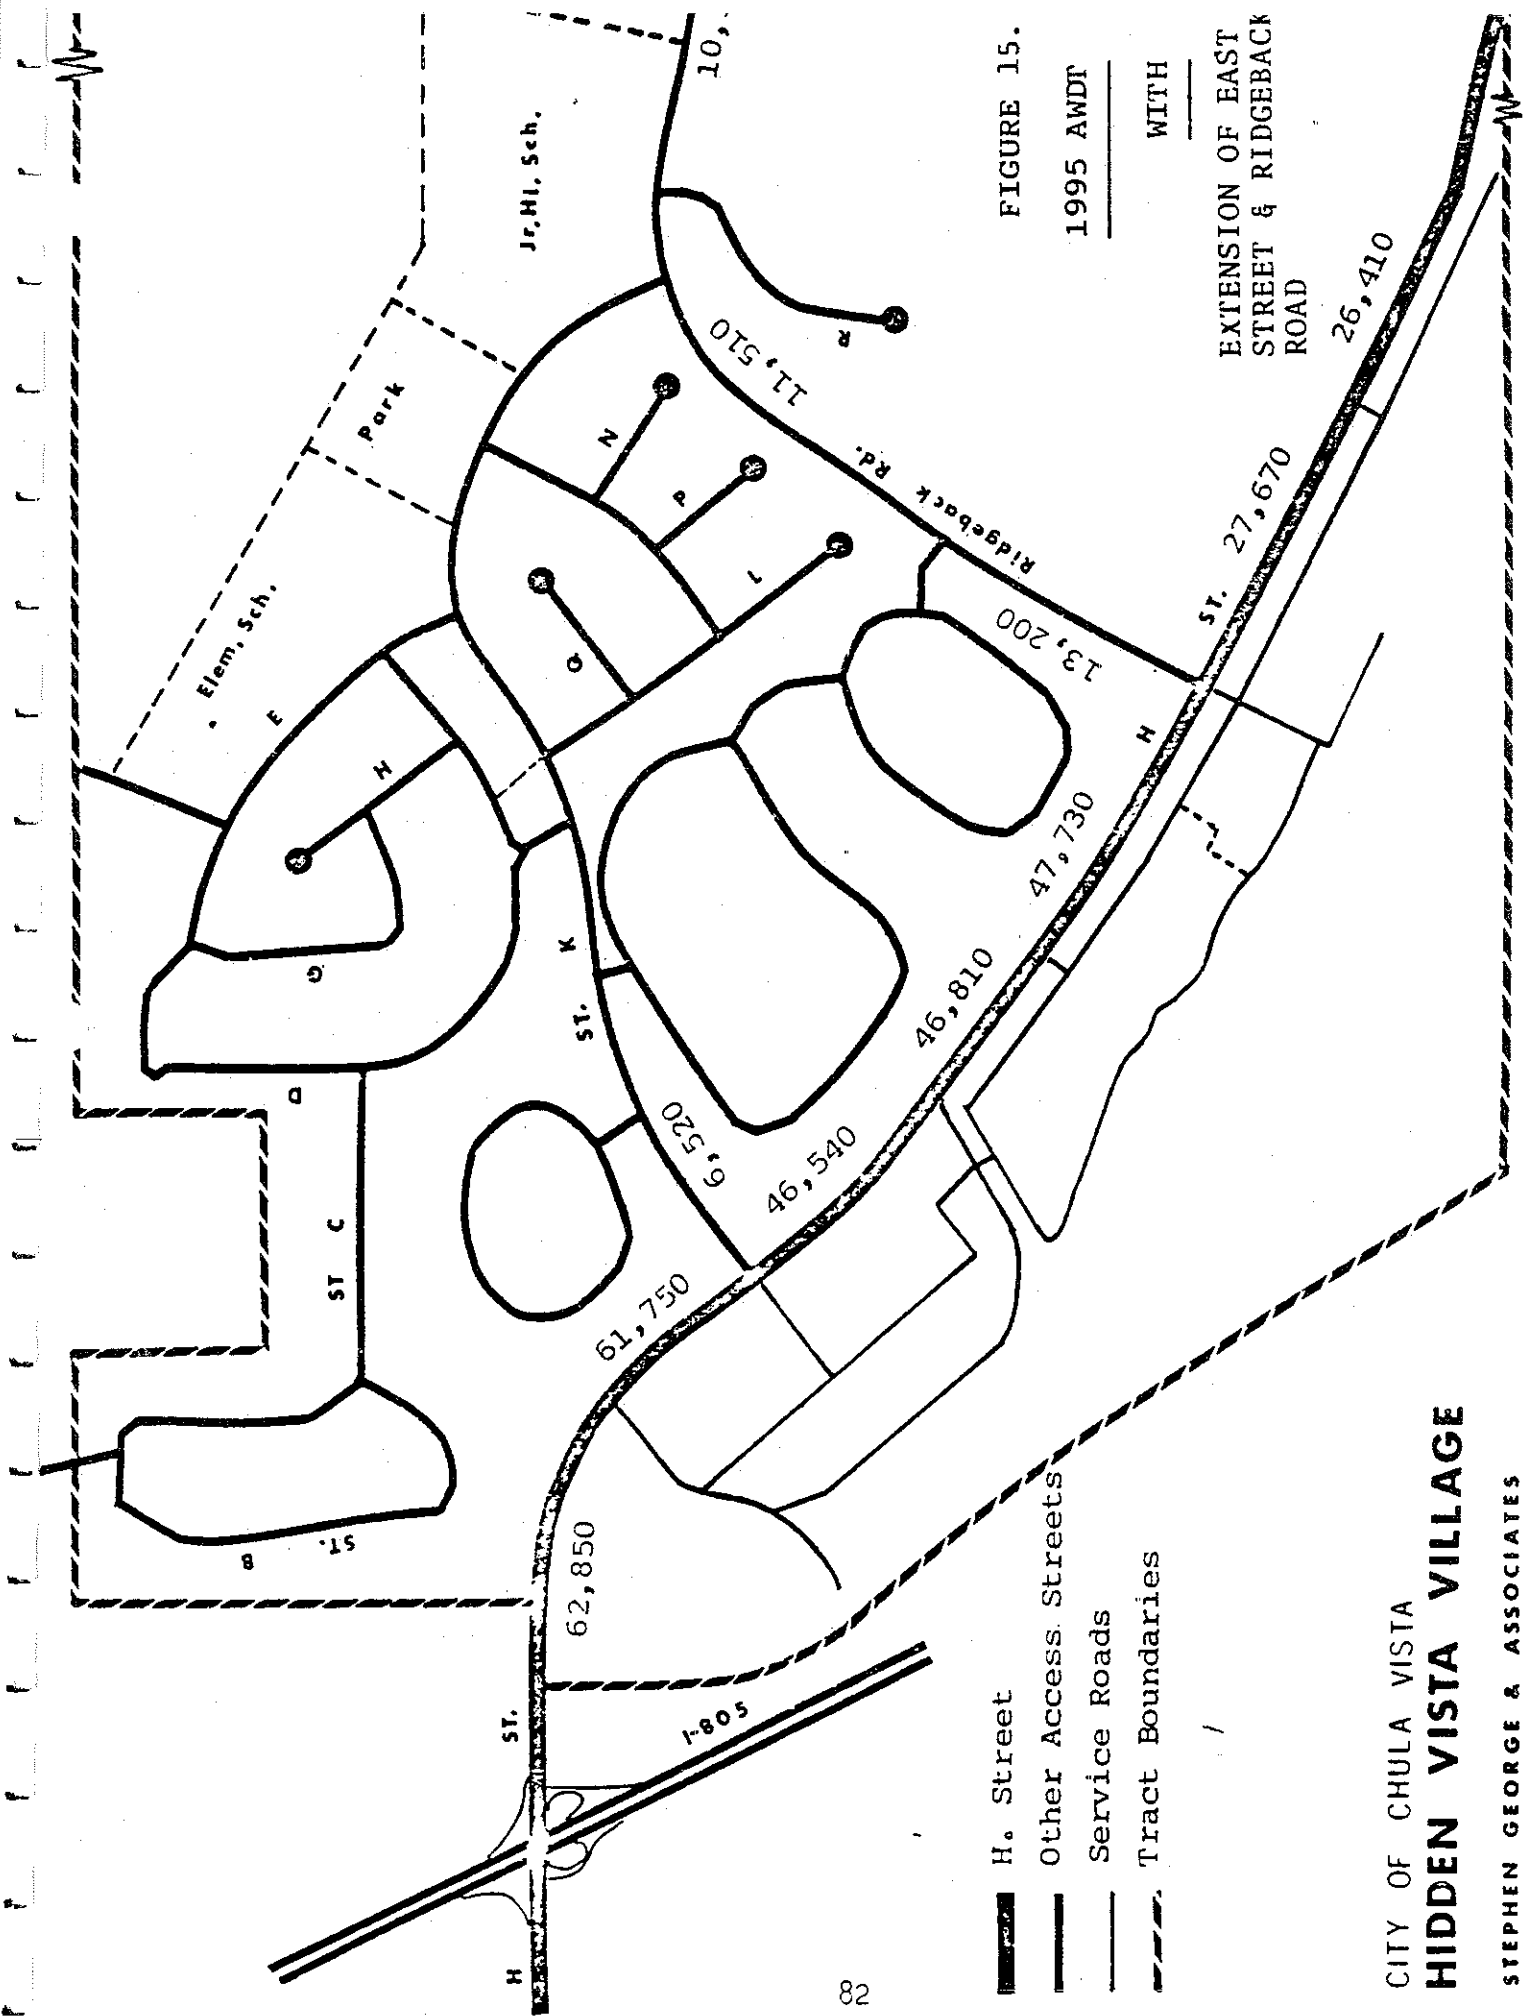 FIGURE 15.
1995 AWDT
WITH
EXTENSION OF EAST
STREET & RIDGEBACK
ROAD
10,
Jr.Hi. Sch.
Park
Elem. Sch.
E
H
G
D
ST C
B ST.
K ST.
Q
L
P
N
R
11,510
Ridgeback Rd.
13,200
6,520
H ST.
62,850
61,750
46,540
46,810
47,730
H ST.
27,670
26,410
I-805
H. Street
Other Access Streets
Service Roads
Tract Boundaries
CITY OF CHULA VISTA
HIDDEN VISTA VILLAGE
STEPHEN GEORGE & ASSOCIATES
82